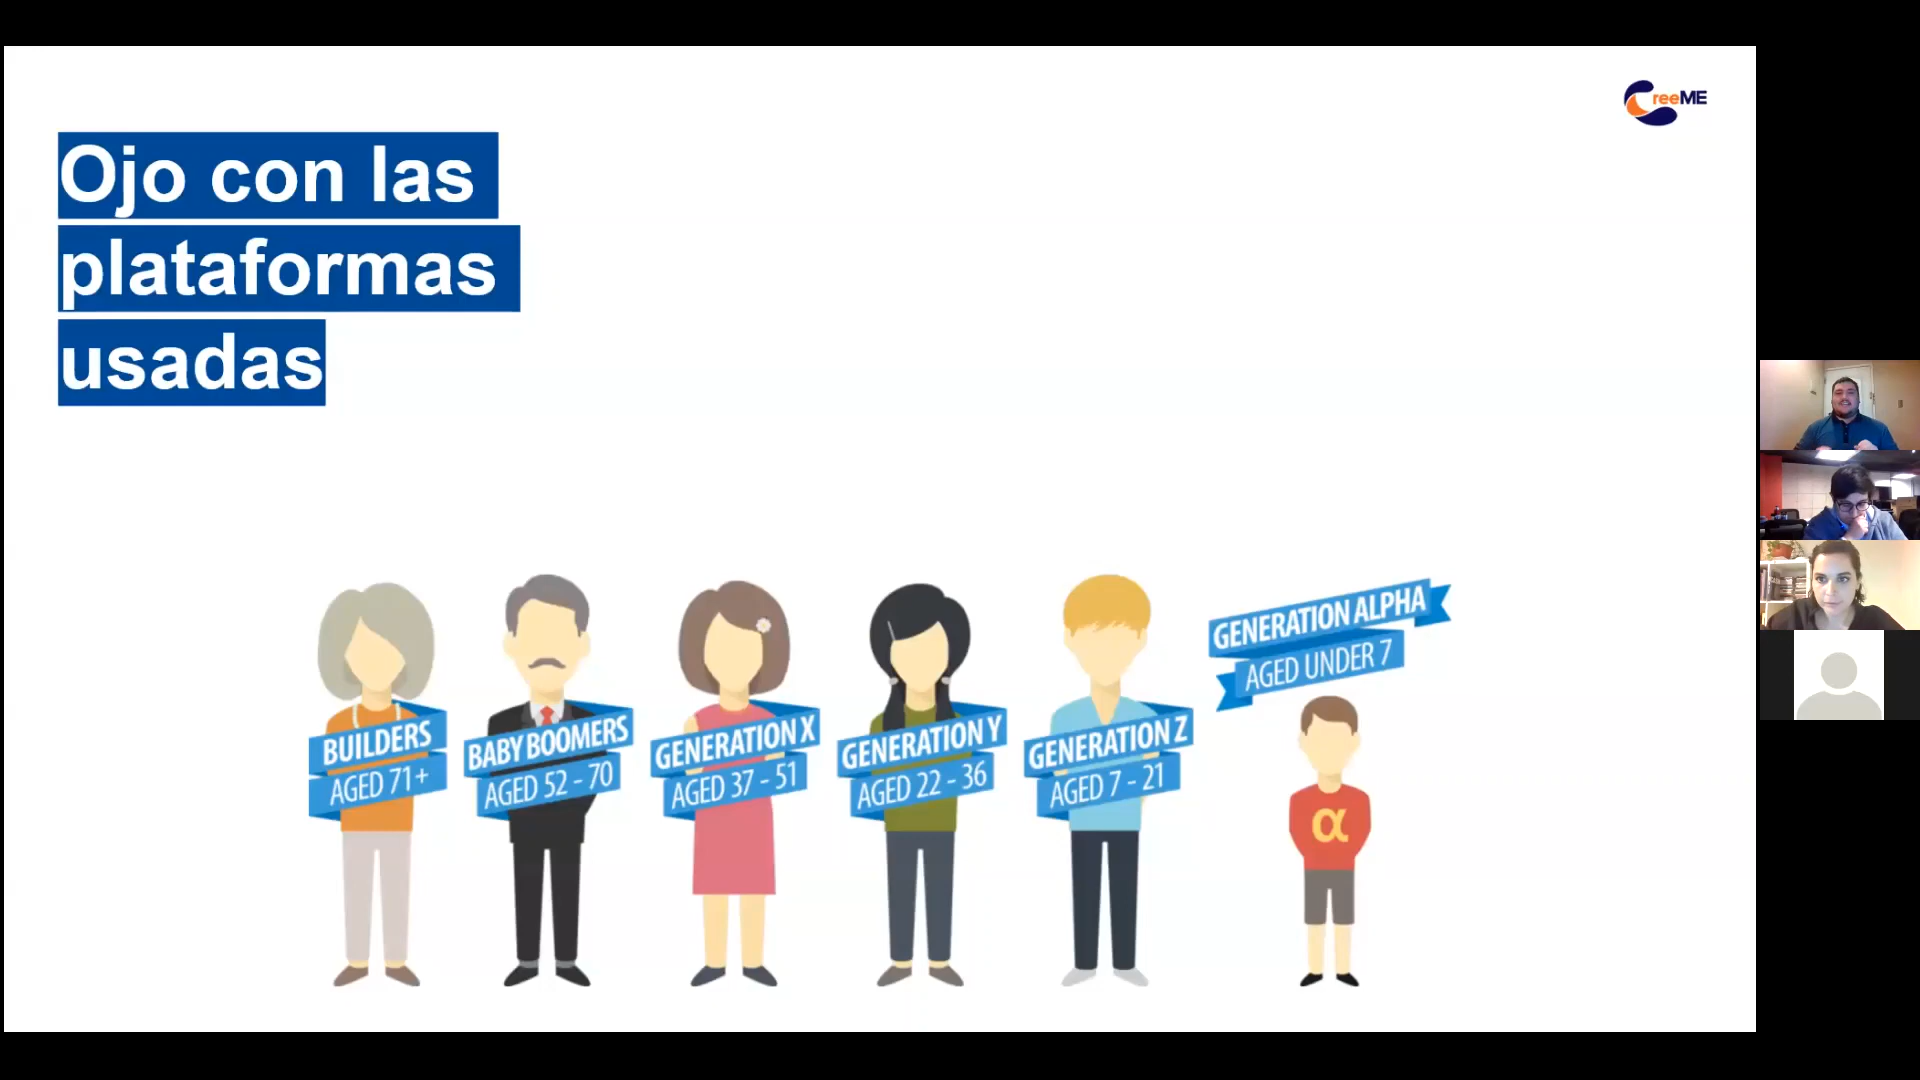 CreeME
Ojo con las
plataformas
usadas
BUILDERS
AGED 71+
BABY BOOMERS
AGED 52 - 70
GENERATION X
AGED 37 - 51
GENERATION Y
AGED 22 - 36
GENERATION Z
AGED 7 - 21
GENERATION ALPHA
AGED UNDER 7
α